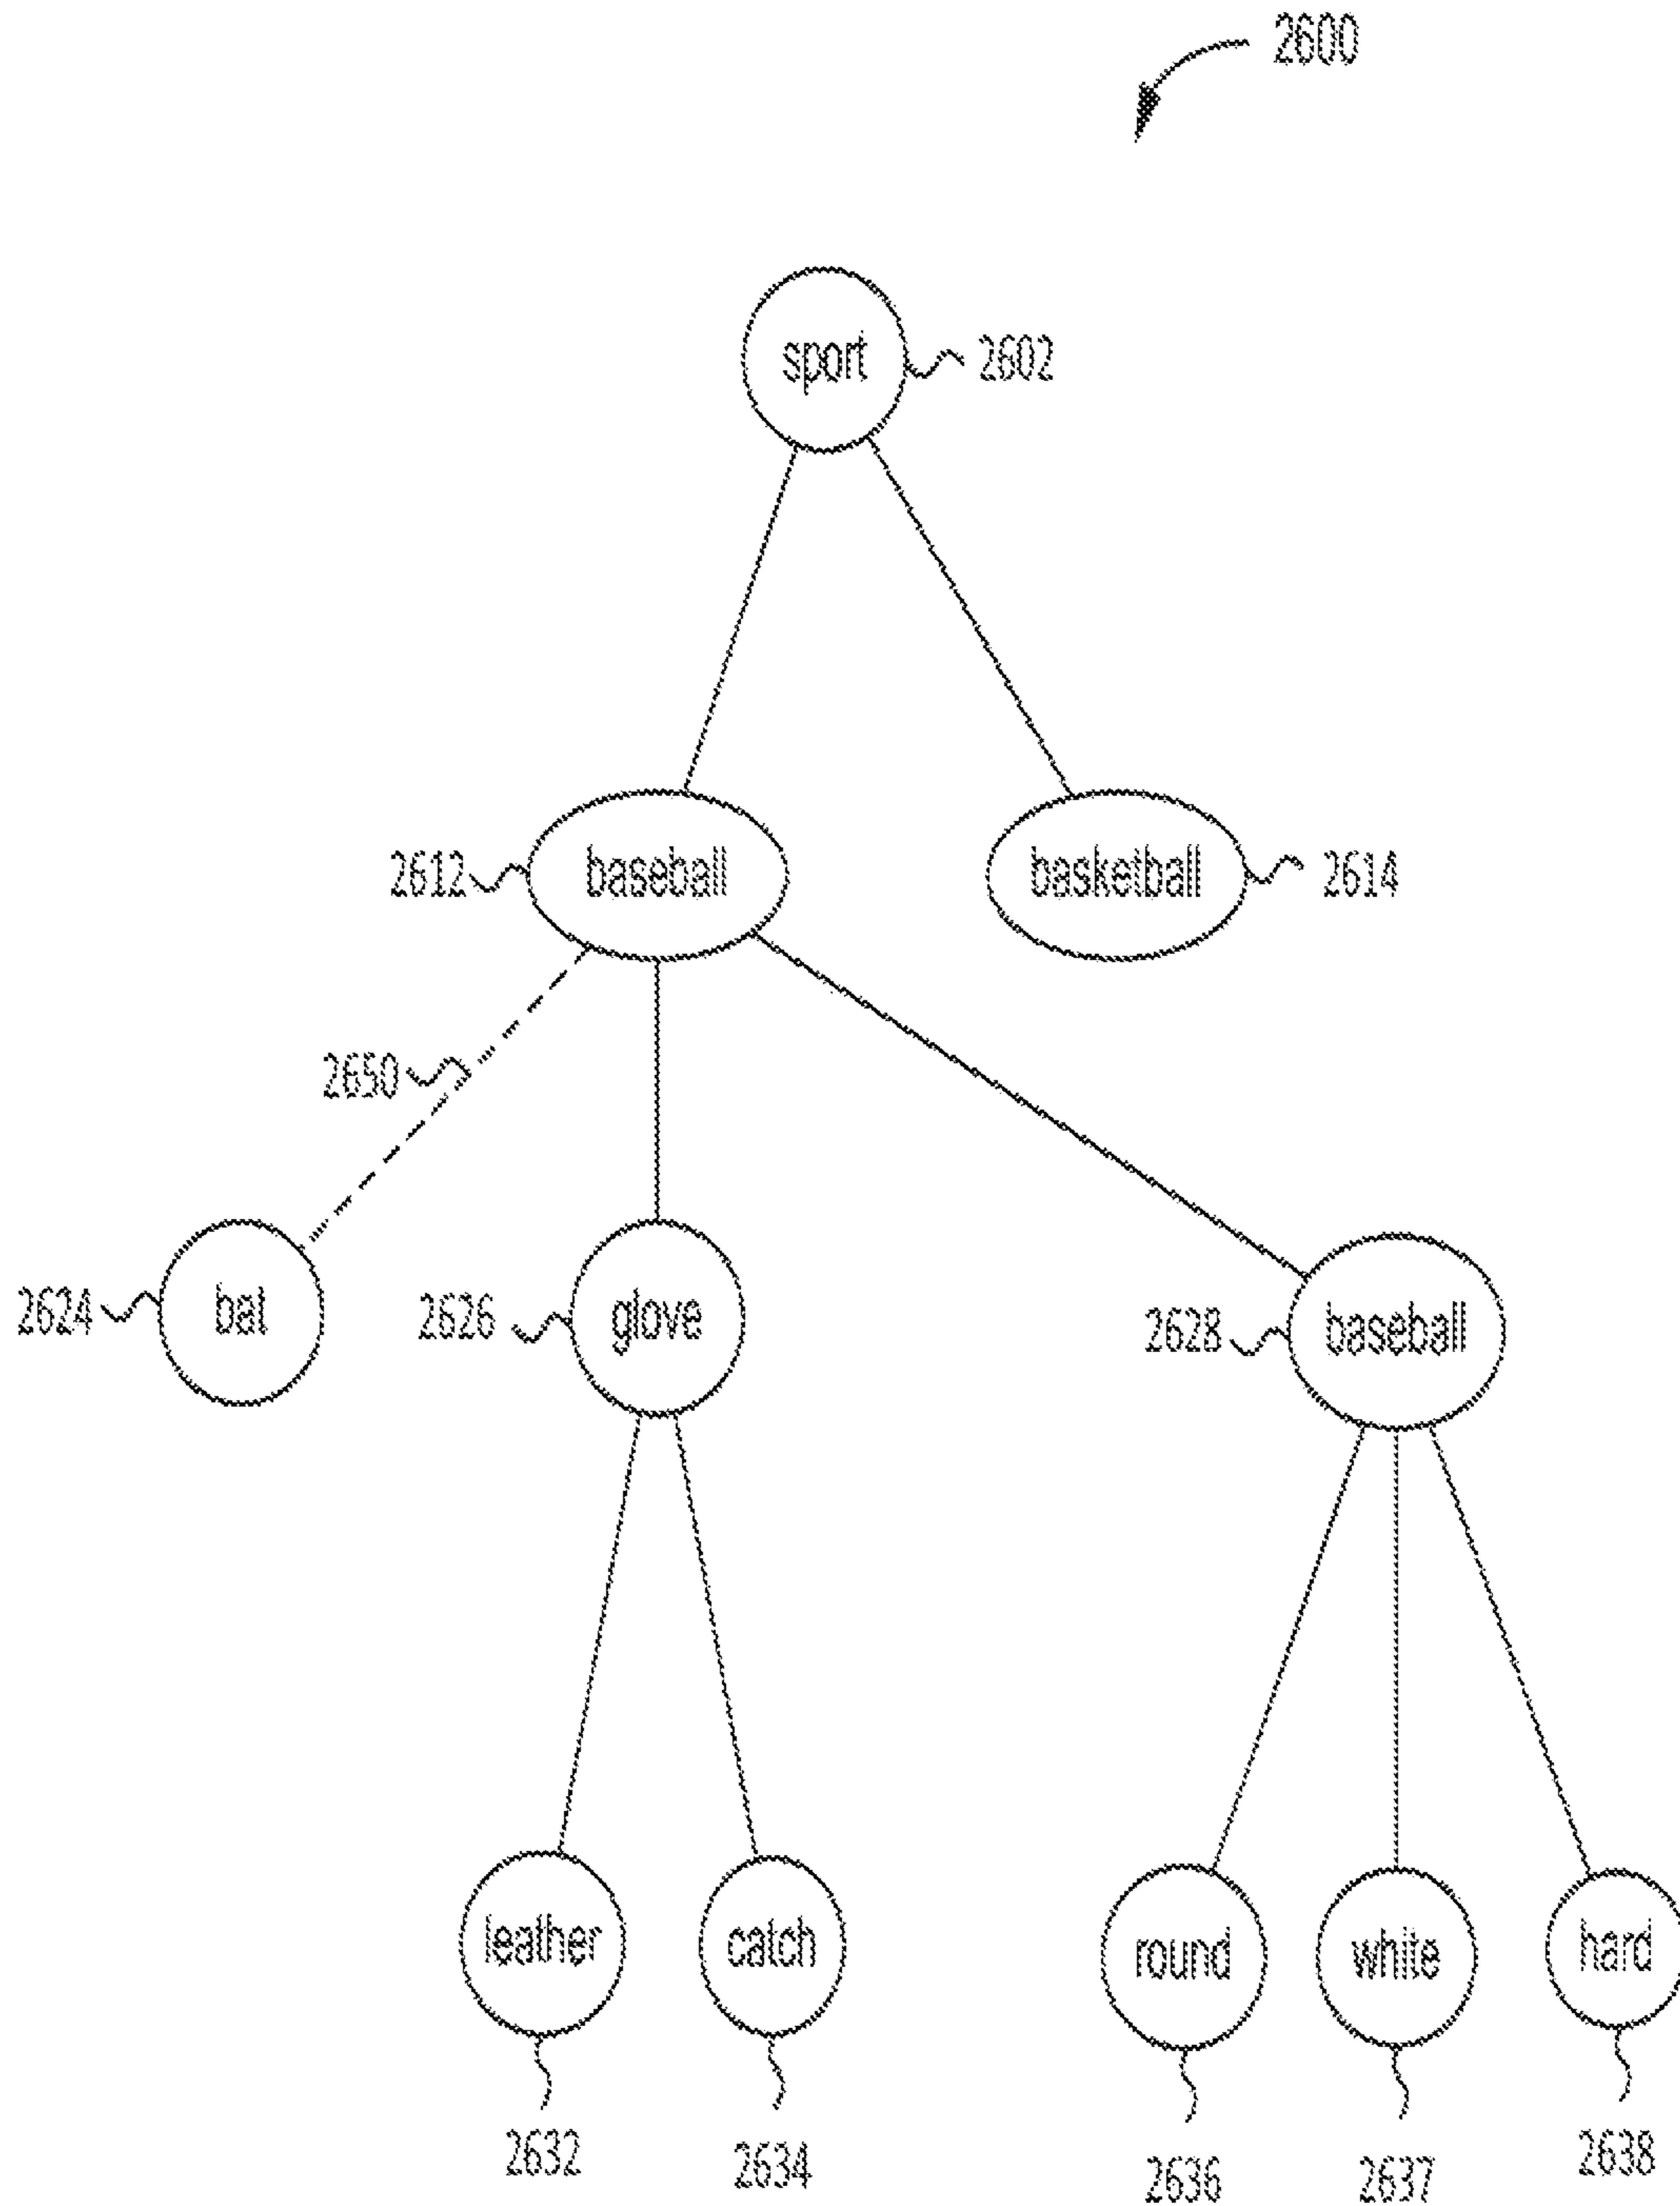 2600
sport 2602
2612 baseball basketball 2614
2650
2624 bat 2626 glove 2628 baseball
leather catch round white hard
2632 2634 2636 2637 2638